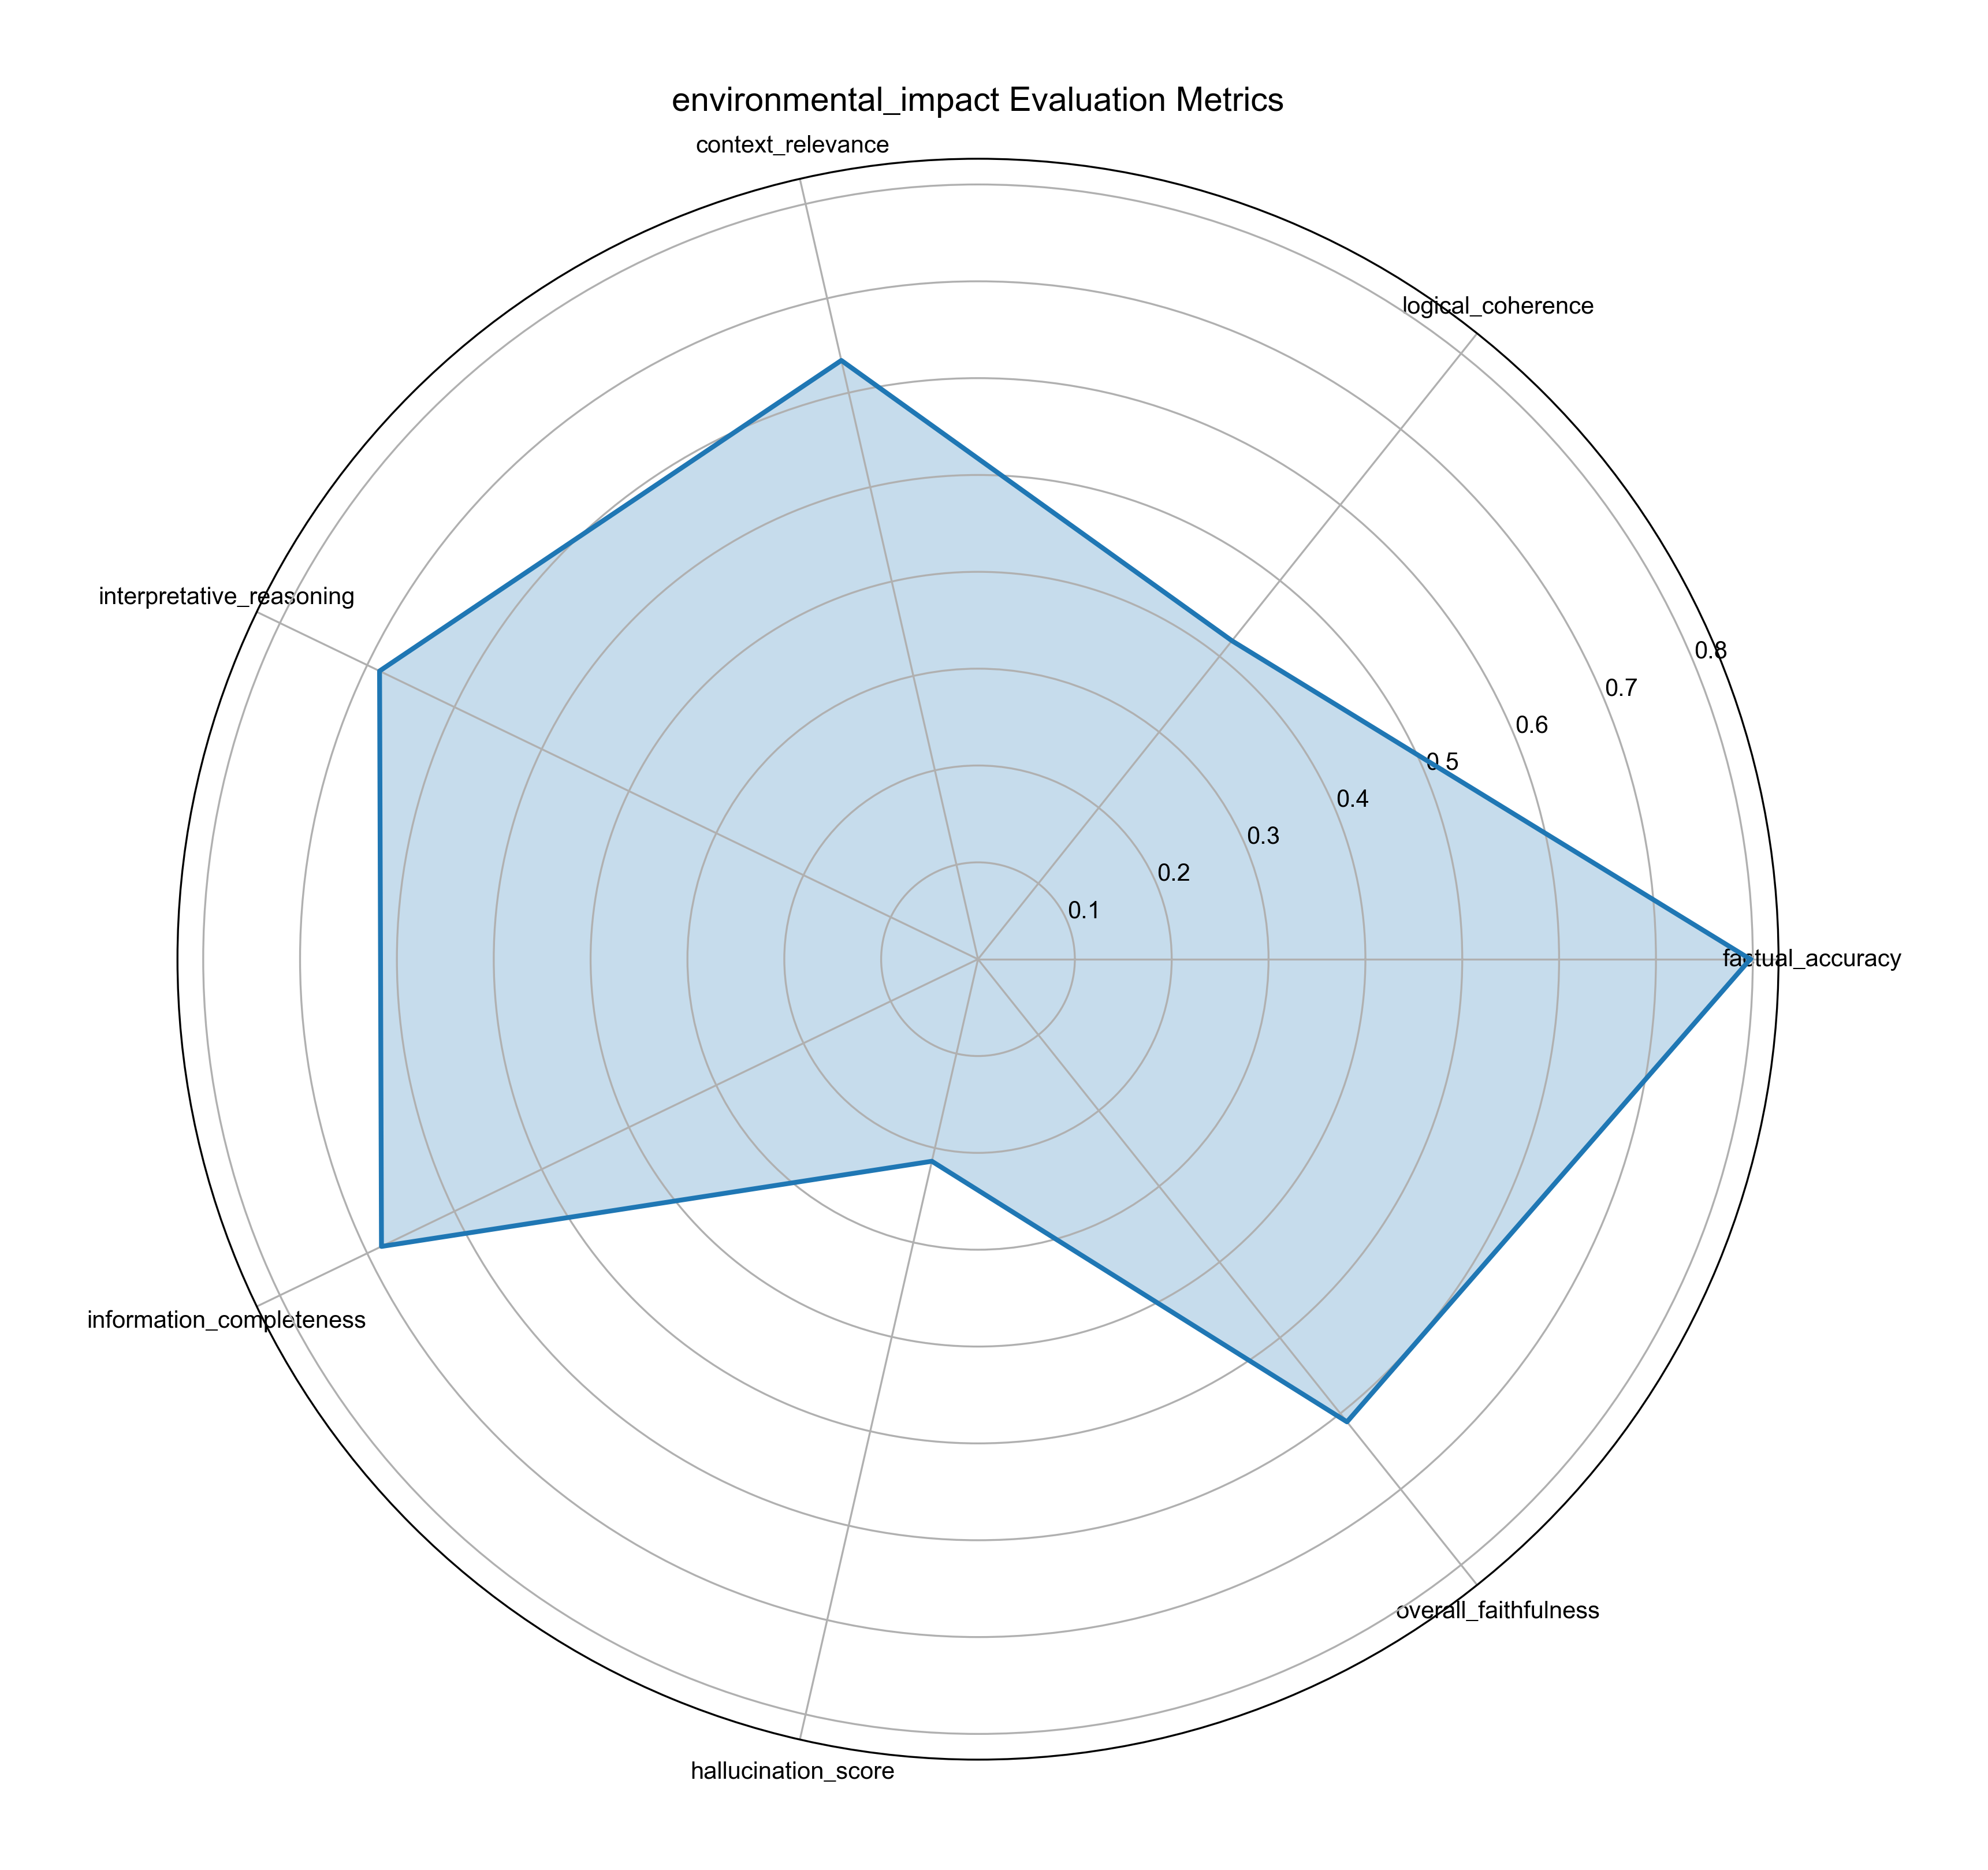 environmental_impact Evaluation Metrics
context_relevance
logical_coherence
interpretative_reasoning
0.8
0.7
0.6
0.5
0.4
0.3
0.2
0.1
factual_accuracy
information_completeness
overall_faithfulness
hallucination_score